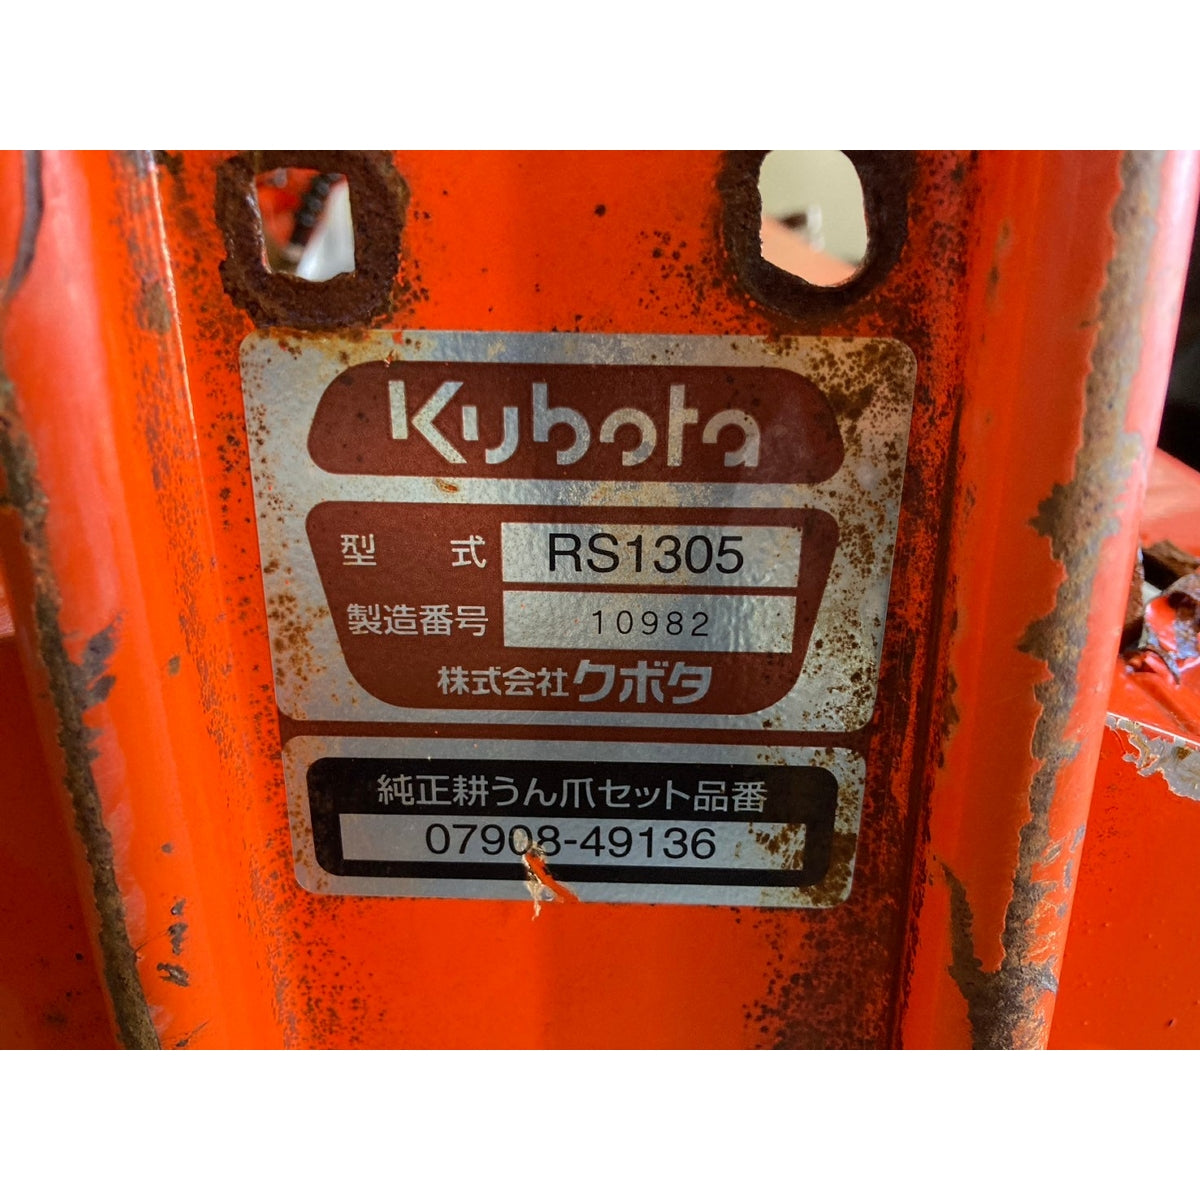 Kubota
型 式 RS1305
製造番号 10982
株式会社クボタ
純正耕うん爪セット品番
07908-49136